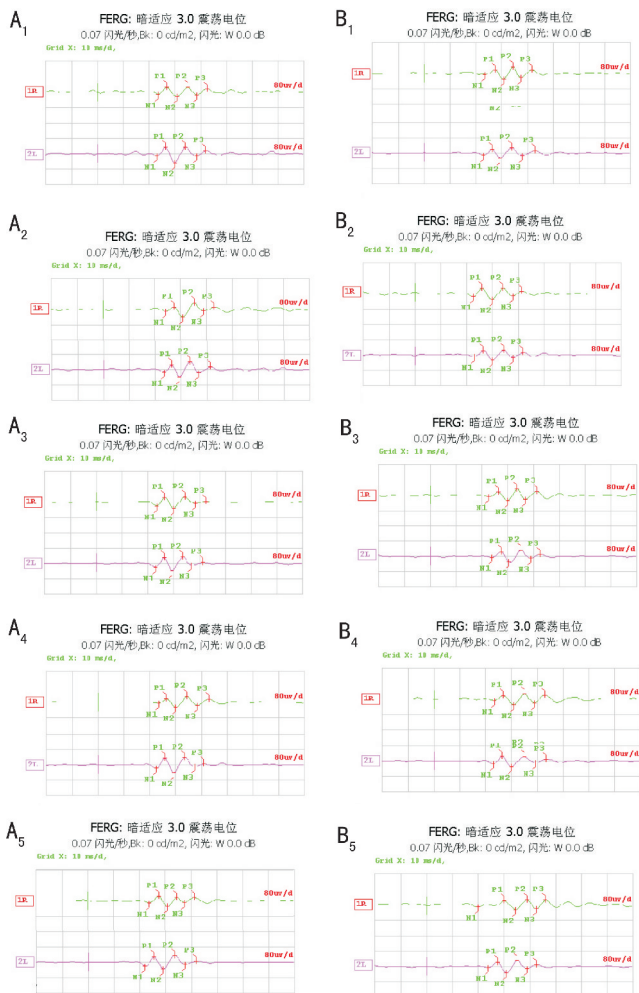 A1
FERG: 暗适应 3.0 震荡电位
0.07 闪光/秒,Bk: 0 cd/m2, 闪光: W 0.0 dB
Grid X: 10 ms/d,
P1 P2 P3
1R
80uv/d
N1 N2 N3
P1 P2 P3
2L
80uv/d
N1 N2 N3
B1
FERG: 暗适应 3.0 震荡电位
0.07 闪光/秒,Bk: 0 cd/m2, 闪光: W 0.0 dB
Grid X: 10 ms/d,
P1 P2 P3
1R
80uv/d
N1 N3
N2
P1 P2 P3
2L
80uv/d
N1 N2 N3
A2
FERG: 暗适应 3.0 震荡电位
0.07 闪光/秒,Bk: 0 cd/m2, 闪光: W 0.0 dB
Grid X: 10 ms/d,
P1 P2 P3
1R
80uv/d
N1 N2 N3
P1 P2 P3
2L
80uv/d
N1 N2 N3
B2
FERG: 暗适应 3.0 震荡电位
0.07 闪光/秒,Bk: 0 cd/m2, 闪光: W 0.0 dB
Grid X: 10 ms/d,
P1 P2 P3
1R
80uv/d
N1 N2 N3
P1 P2 P3
2L
80uv/d
N1 N2 N3
A3
FERG: 暗适应 3.0 震荡电位
0.07 闪光/秒,Bk: 0 cd/m2, 闪光: W 0.0 dB
Grid X: 10 ms/d,
P1 P2 P3
1R
80uv/d
N1 N2 N3
P1 P2 P3
2L
80uv/d
N1 N2 N3
B3
FERG: 暗适应 3.0 震荡电位
0.07 闪光/秒,Bk: 0 cd/m2, 闪光: W 0.0 dB
Grid X: 10 ms/d,
P1 P2 P3
1R
80uv/d
N1 N2 N3
P1 P2 P3
2L
80uv/d
N1 N2 N3
A4
FERG: 暗适应 3.0 震荡电位
0.07 闪光/秒,Bk: 0 cd/m2, 闪光: W 0.0 dB
Grid X: 10 ms/d,
P1 P2 P3
1R
80uv/d
N1 N2 N3
P1 P2 P3
2L
80uv/d
N1 N2 N3
B4
FERG: 暗适应 3.0 震荡电位
0.07 闪光/秒,Bk: 0 cd/m2, 闪光: W 0.0 dB
Grid X: 10 ms/d,
P1 P2 P3
1R
80uv/d
N1 N2 N3
P1 P2 P3
2L
80uv/d
N1 N2 N3
A5
FERG: 暗适应 3.0 震荡电位
0.07 闪光/秒,Bk: 0 cd/m2, 闪光: W 0.0 dB
Grid X: 10 ms/d,
P1 P2 P3
1R
80uv/d
N1 N2 N3
P1 P2 P3
2L
80uv/d
N1 N2 N3
B5
FERG: 暗适应 3.0 震荡电位
0.07 闪光/秒,Bk: 0 cd/m2, 闪光: W 0.0 dB
Grid X: 10 ms/d,
P1 P2 P3
1R
80uv/d
N1 N2 N3
P1 P2 P3
2L
80uv/d
N1 N2 N3